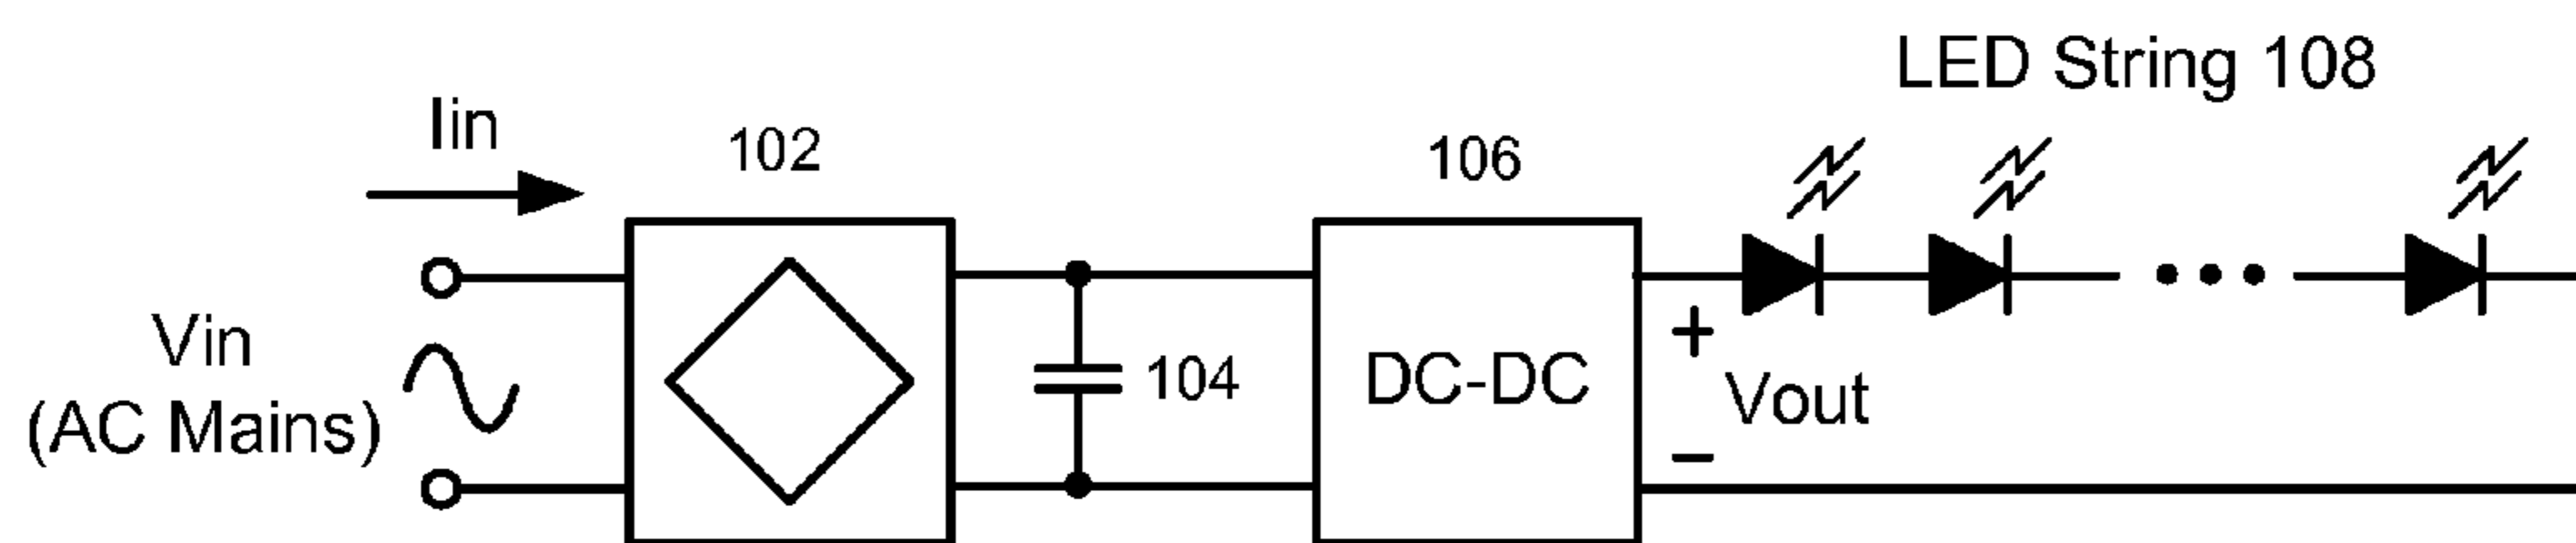 LED String 108
Iin
102
106
Vin
(AC Mains)
104
DC-DC
+
Vout
−